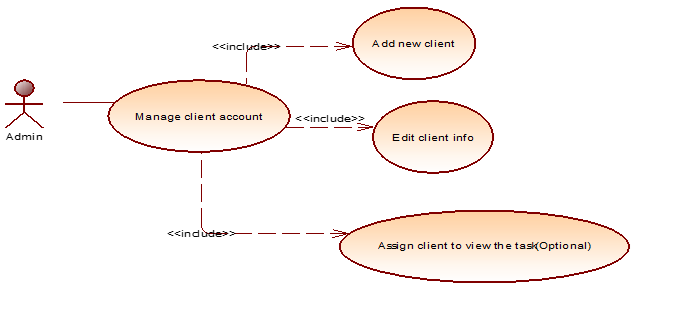 <<include>>
Add new client
Manage client account
<<include>>
Edit client info
Admin
<<include>>
Assign client to view the task(Optional)